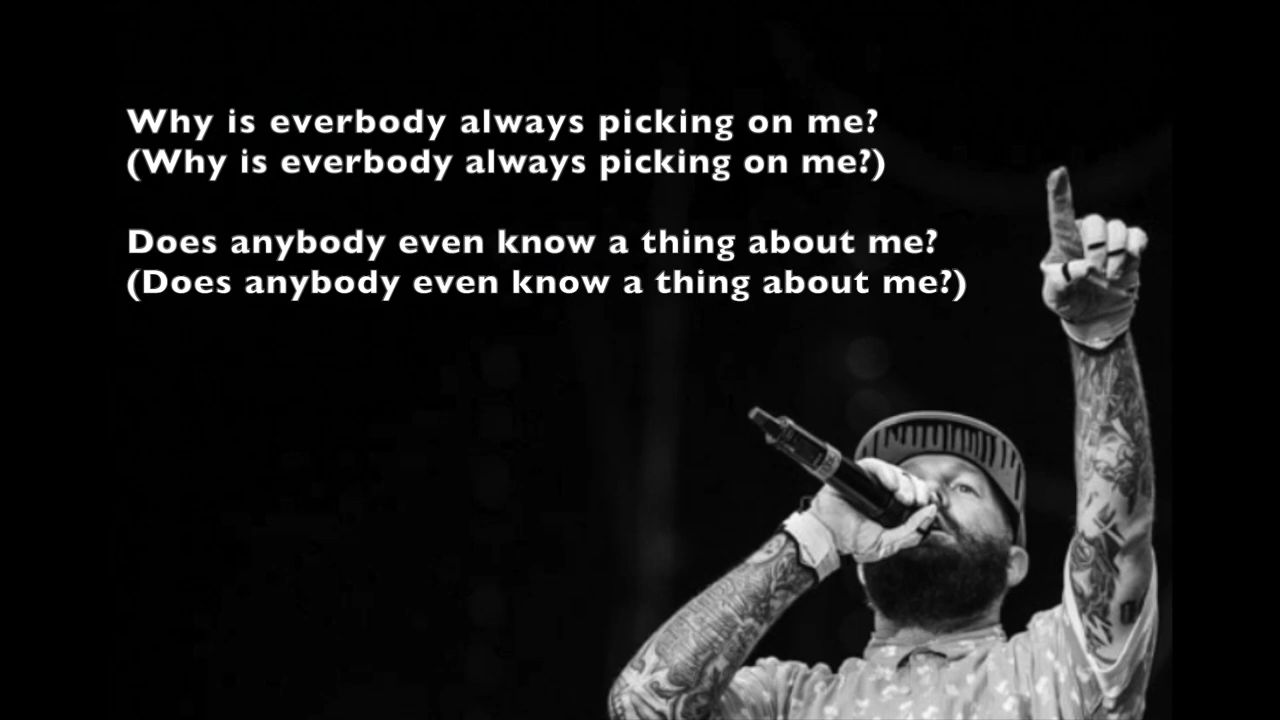 Why is everbody always picking on me?
(Why is everbody always picking on me?)
Does anybody even know a thing about me?
(Does anybody even know a thing about me?)